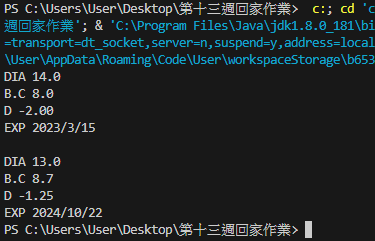 PS C:\Users\User\Desktop\第十三週回家作業>  c:; cd 'c
週回家作業'; & 'C:\Program Files\Java\jdk1.8.0_181\bi
=transport=dt_socket,server=n,suspend=y,address=local
\User\AppData\Roaming\Code\User\workspaceStorage\b653
DIA 14.0
B.C 8.0
D -2.00
EXP 2023/3/15

DIA 13.0
B.C 8.7
D -1.25
EXP 2024/10/22
PS C:\Users\User\Desktop\第十三週回家作業>